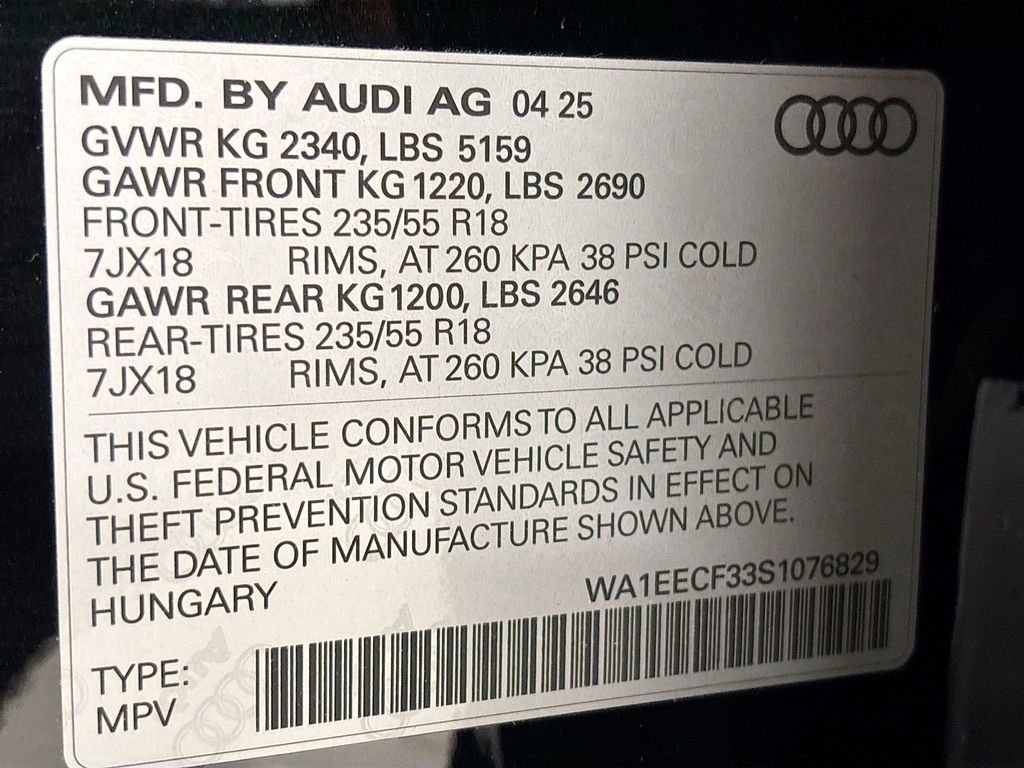 MFD. BY AUDI AG 04 25
GVWR KG 2340, LBS 5159
GAWR FRONT KG 1220, LBS 2690
FRONT-TIRES 235/55 R18
7JX18 RIMS, AT 260 KPA 38 PSI COLD
GAWR REAR KG 1200, LBS 2646
REAR-TIRES 235/55 R18
7JX18 RIMS, AT 260 KPA 38 PSI COLD
THIS VEHICLE CONFORMS TO ALL APPLICABLE
U.S. FEDERAL MOTOR VEHICLE SAFETY AND
THEFT PREVENTION STANDARDS IN EFFECT ON
THE DATE OF MANUFACTURE SHOWN ABOVE.
HUNGARY WA1EECF33S1076829
TYPE:
MPV